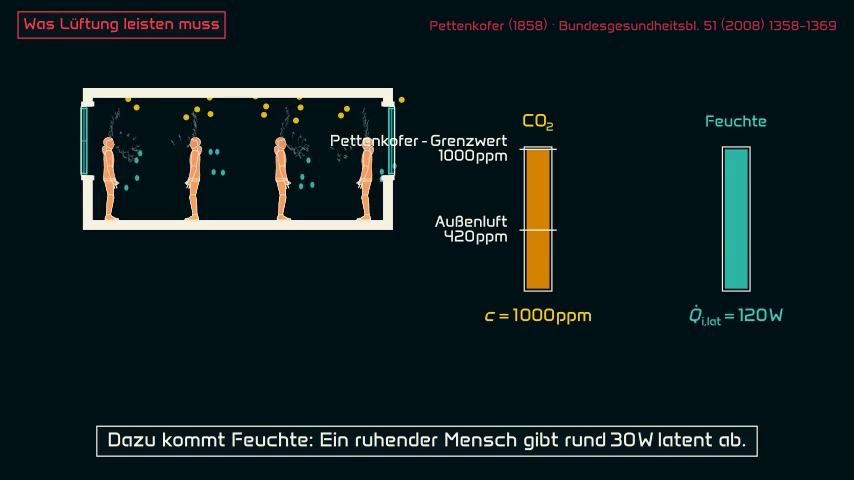 Was Lüftung leisten muss
Pettenkofer (1858) · Bundesgesundheitsbl. 51 (2008) 1358–1369
CO₂
Feuchte
Pettenkofer-Grenzwert
1000ppm
Außenluft
420ppm
c = 1000ppm
Q̇i,lat = 120W
Dazu kommt Feuchte: Ein ruhender Mensch gibt rund 30W latent ab.